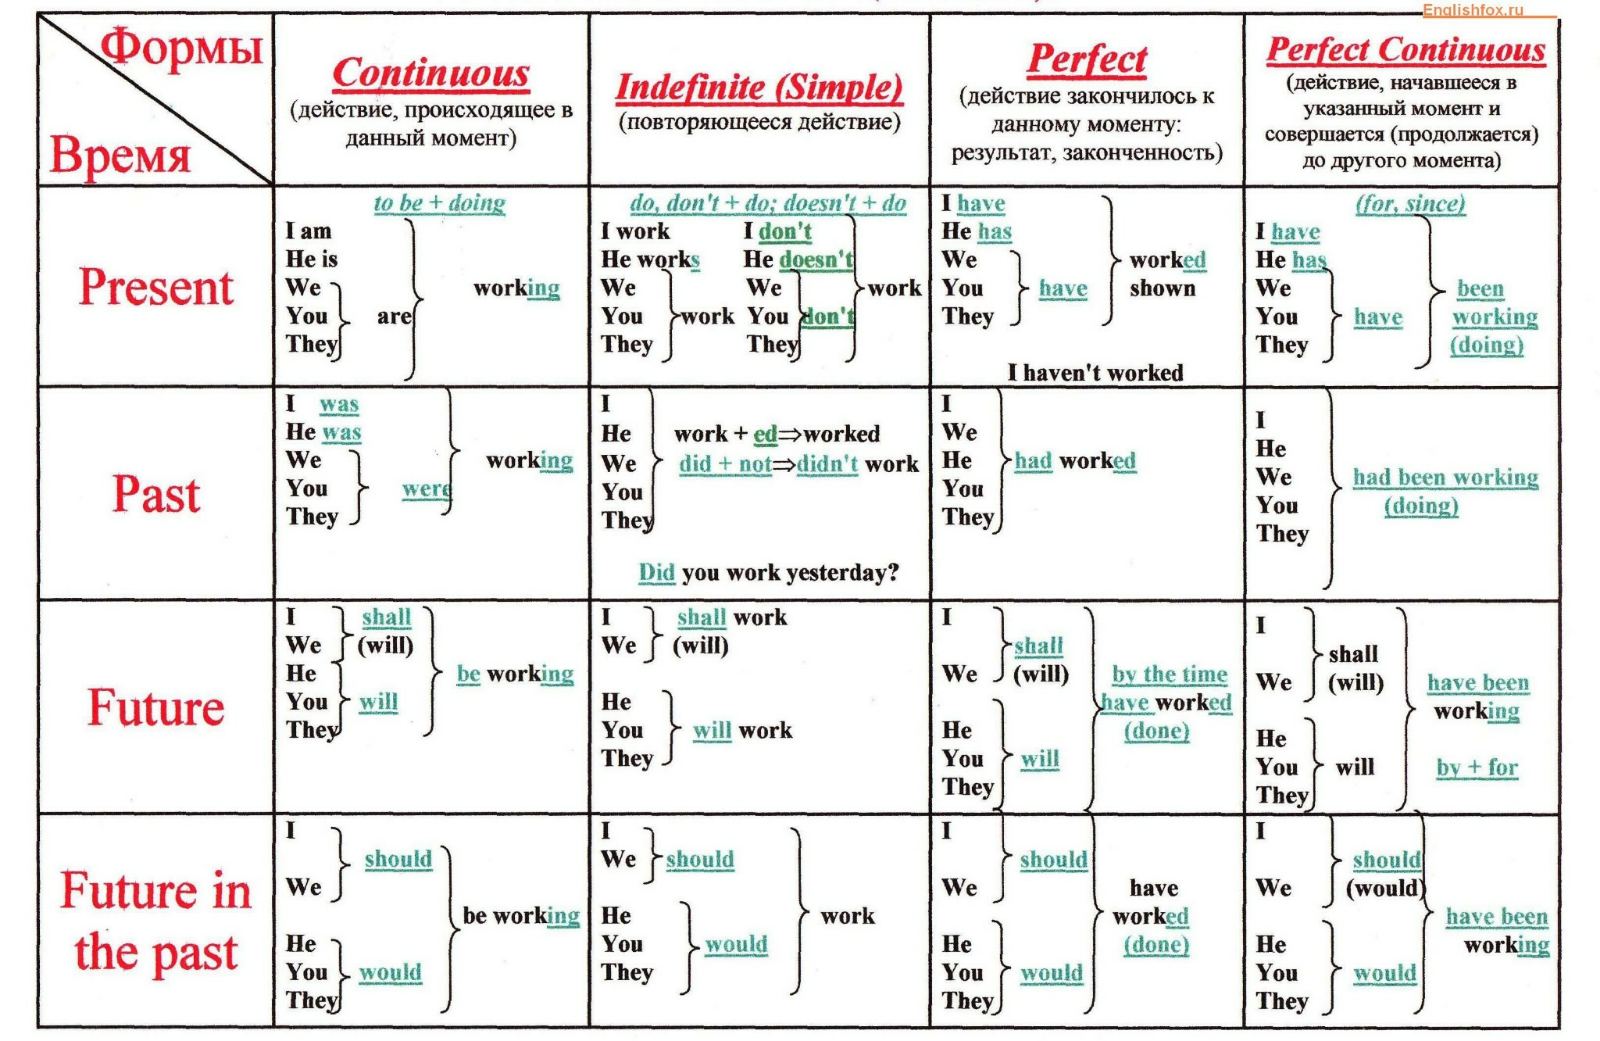 Englishfox.ru
Формы
Время
Continuous
(действие, происходящее в
данный момент)
Indefinite (Simple)
(повторяющееся действие)
Perfect
(действие закончилось к
данному моменту:
результат, законченность)
Perfect Continuous
(действие, начавшееся в
указанный момент и
совершается (продолжается)
до другого момента)
Present
to be + doing
I am
He is
We
You are
They
working
do, don't + do; doesn't + do
I work
He works
We
You work
They
I don't
He doesn't
We
You don't
They
work
I have
He has
We
You have
They
worked
shown
I haven't worked
(for, since)
I have
He has
We
You have
They
been
working
(doing)
Past
I was
He was
We
You were
They
working
I
He
We
You
They
work + ed⇒worked
did + not⇒didn't work
Did you work yesterday?
I
We
He
You
They
had worked
I
He
We
You
They
had been working
(doing)
Future
I shall
We (will)
He
You will
They
be working
I shall work
We (will)
He
You will work
They
I
shall
We (will)
He
You will
They
by the time
have worked
(done)
I
shall
We (will)
He
You will
They
have been
working
by + for
Future in
the past
I
should
We
He
You would
They
be working
I
We should
He
You would
They
work
I
should
We
He
You would
They
have
worked
(done)
I
should
We (would)
He
You would
They
have been
working